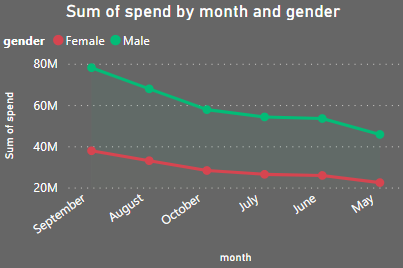 Sum of spend by month and gender
gender Female Male
80M
60M
40M
20M
Sum of spend
September August October July June May
month